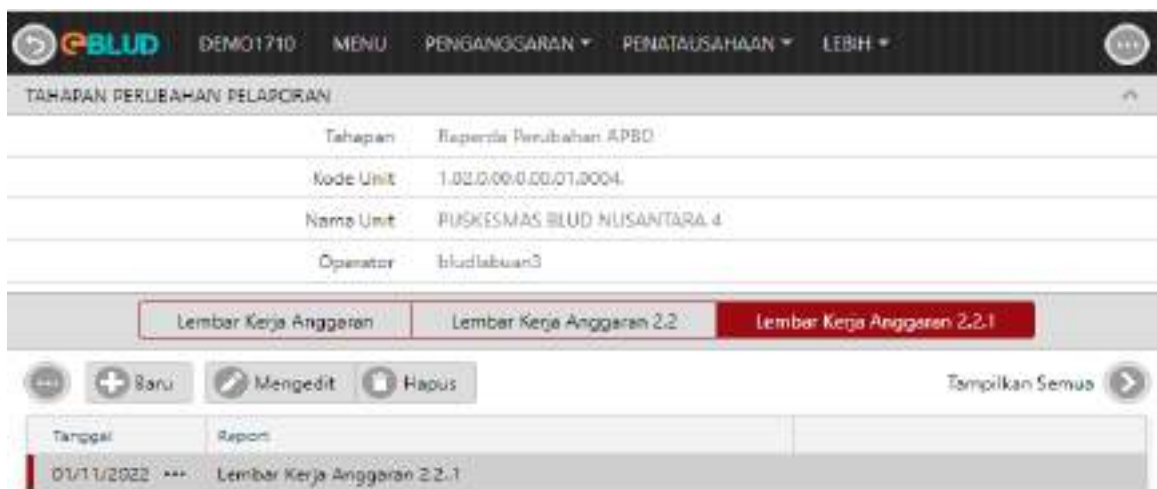 eBLUD DEMO1710 MENU PENGANGGARAN PENATAUSAHAAN LEBIH
TAHAPAN PERUBAHAN PELAPORAN
Tahapan Raperda Perubahan APBD
Kode Unit 1.02.0.00.0.00.01.0004.
Nama Unit PUSKESMAS BLUD NUSANTARA 4
Operator bludlabuan3
Lembar Kerja Anggaran Lembar Kerja Anggaran 2.2 Lembar Kerja Anggaran 2.2.1
Baru Mengedit Hapus Tampilkan Semua
Tanggal Report
01/11/2022 Lembar Kerja Anggaran 2.2..1